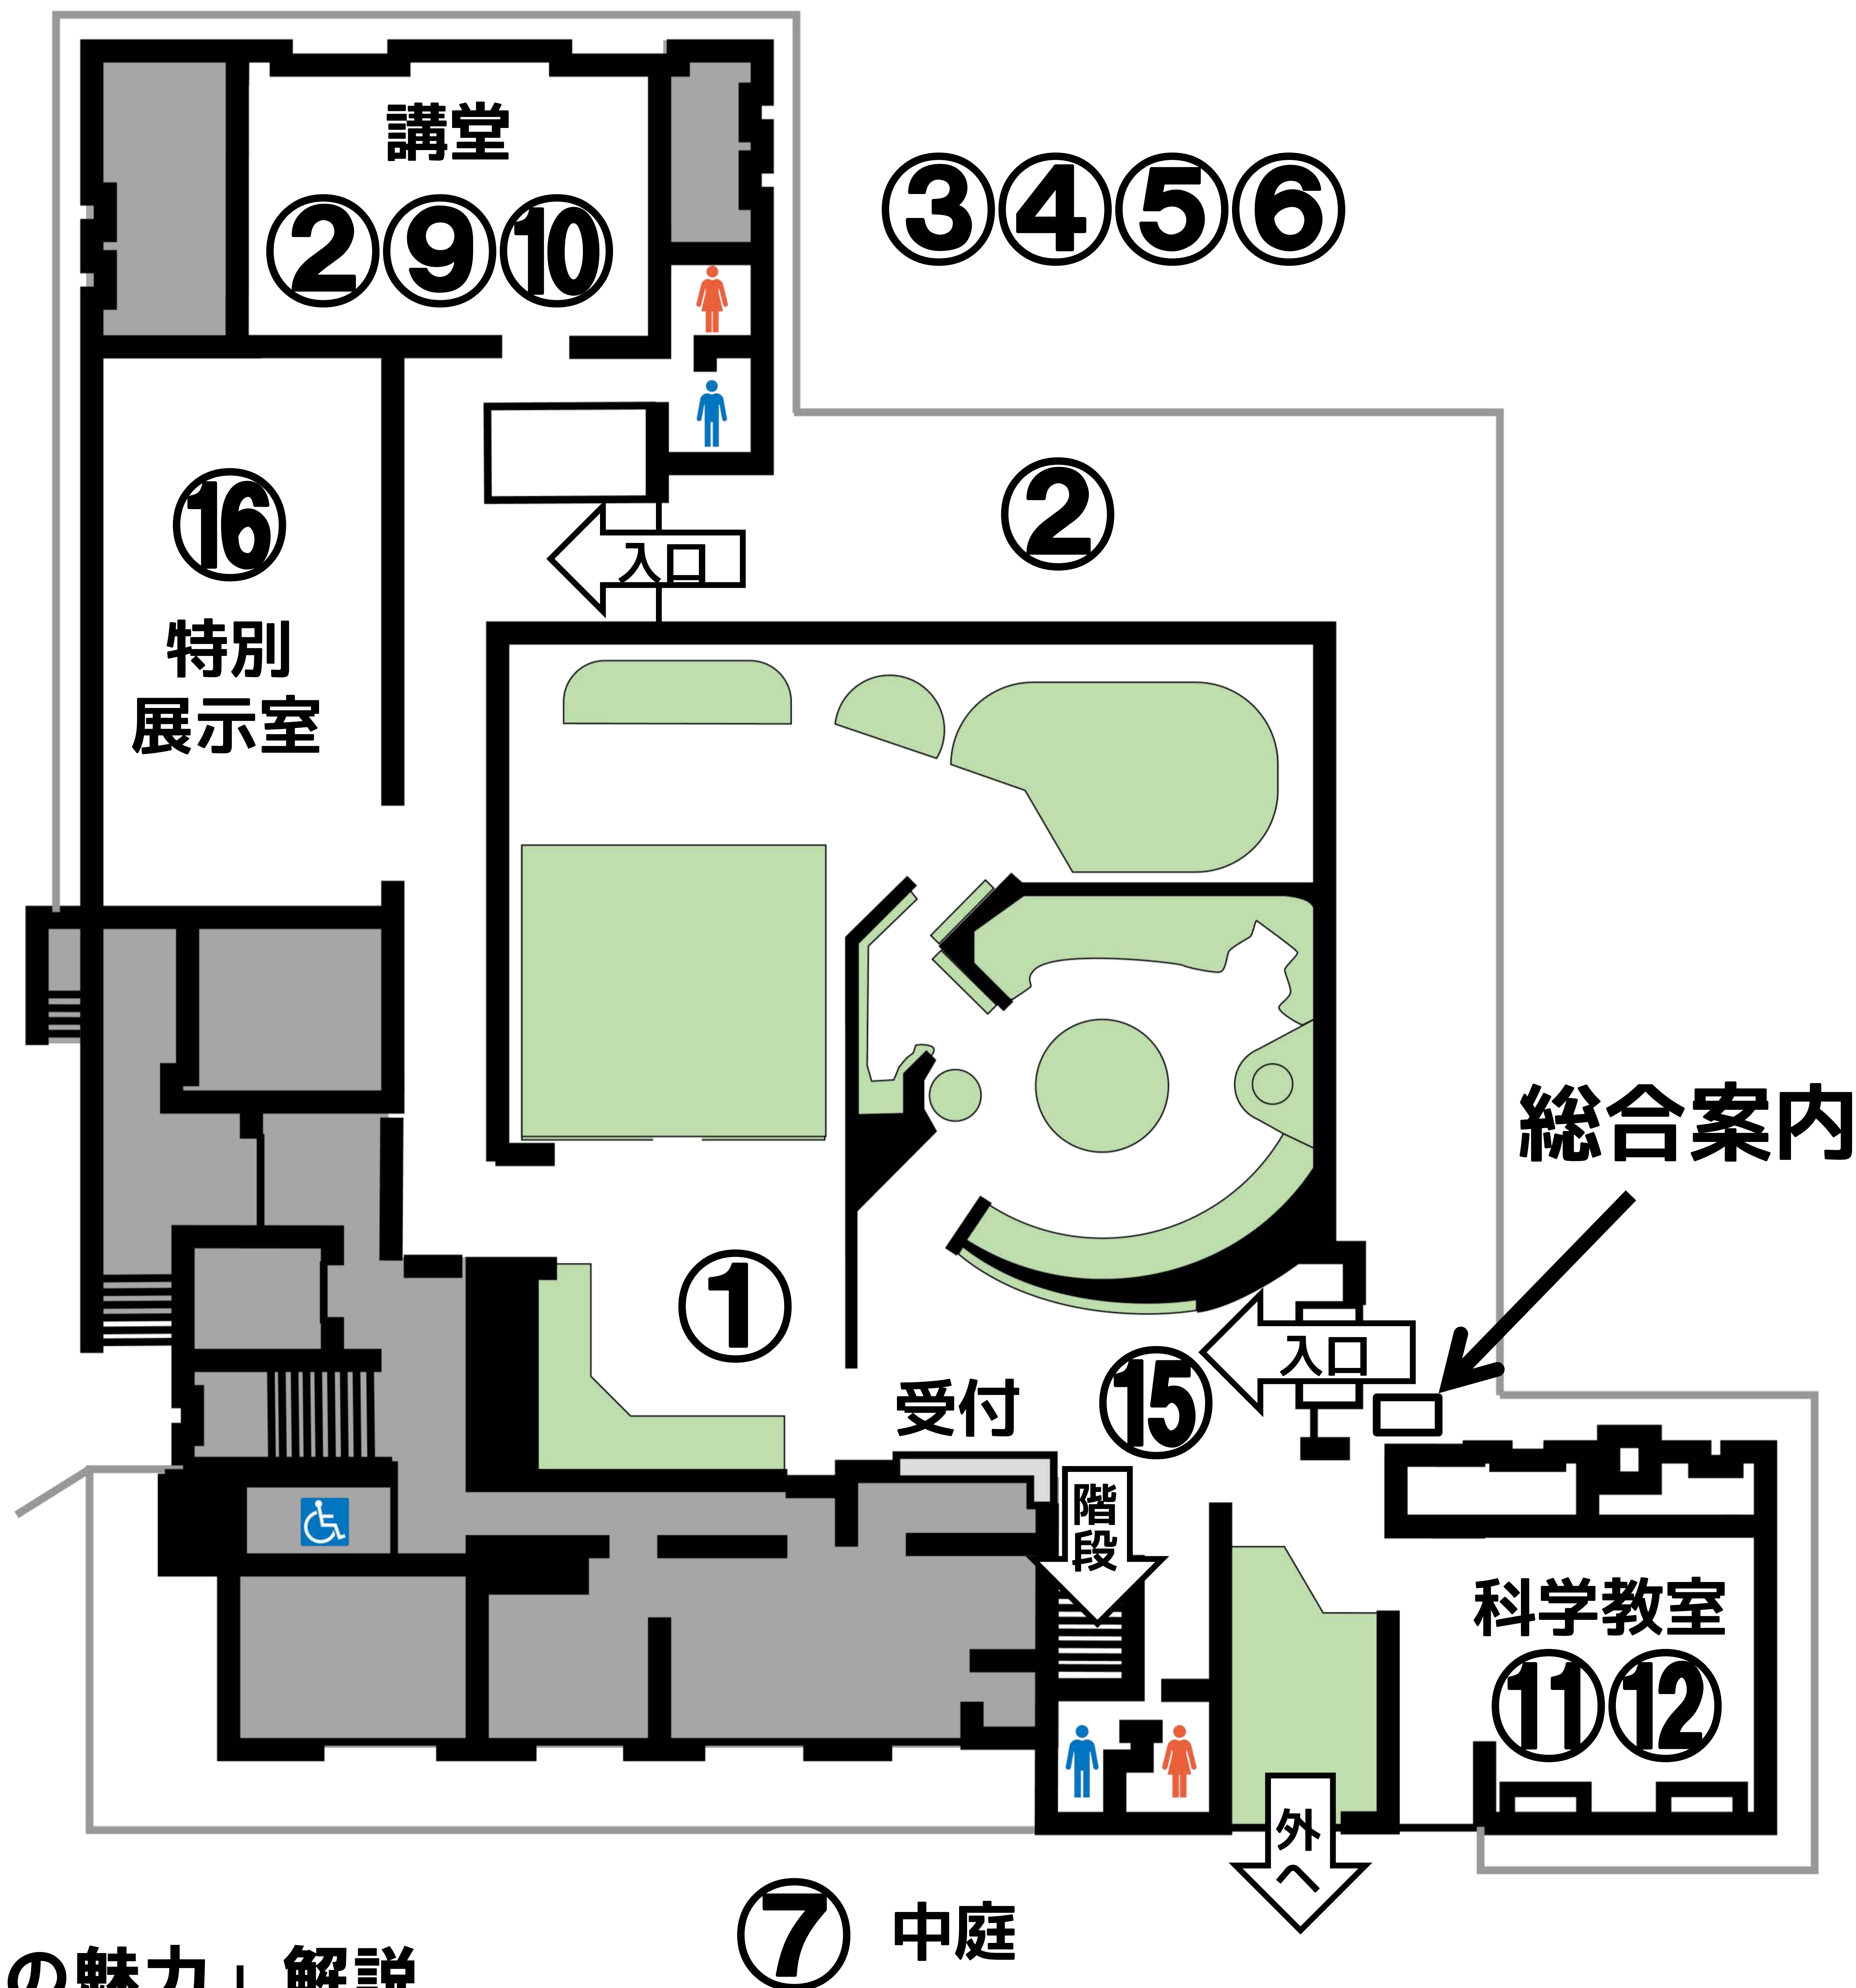 講堂
②⑨⑩
③④⑤⑥
⑯
特別
展示室
入口
②
総合案内
①
入口
受付
⑮
階段
科学教室
⑪⑫
外へ
⑦ 中庭
の魅力」解説